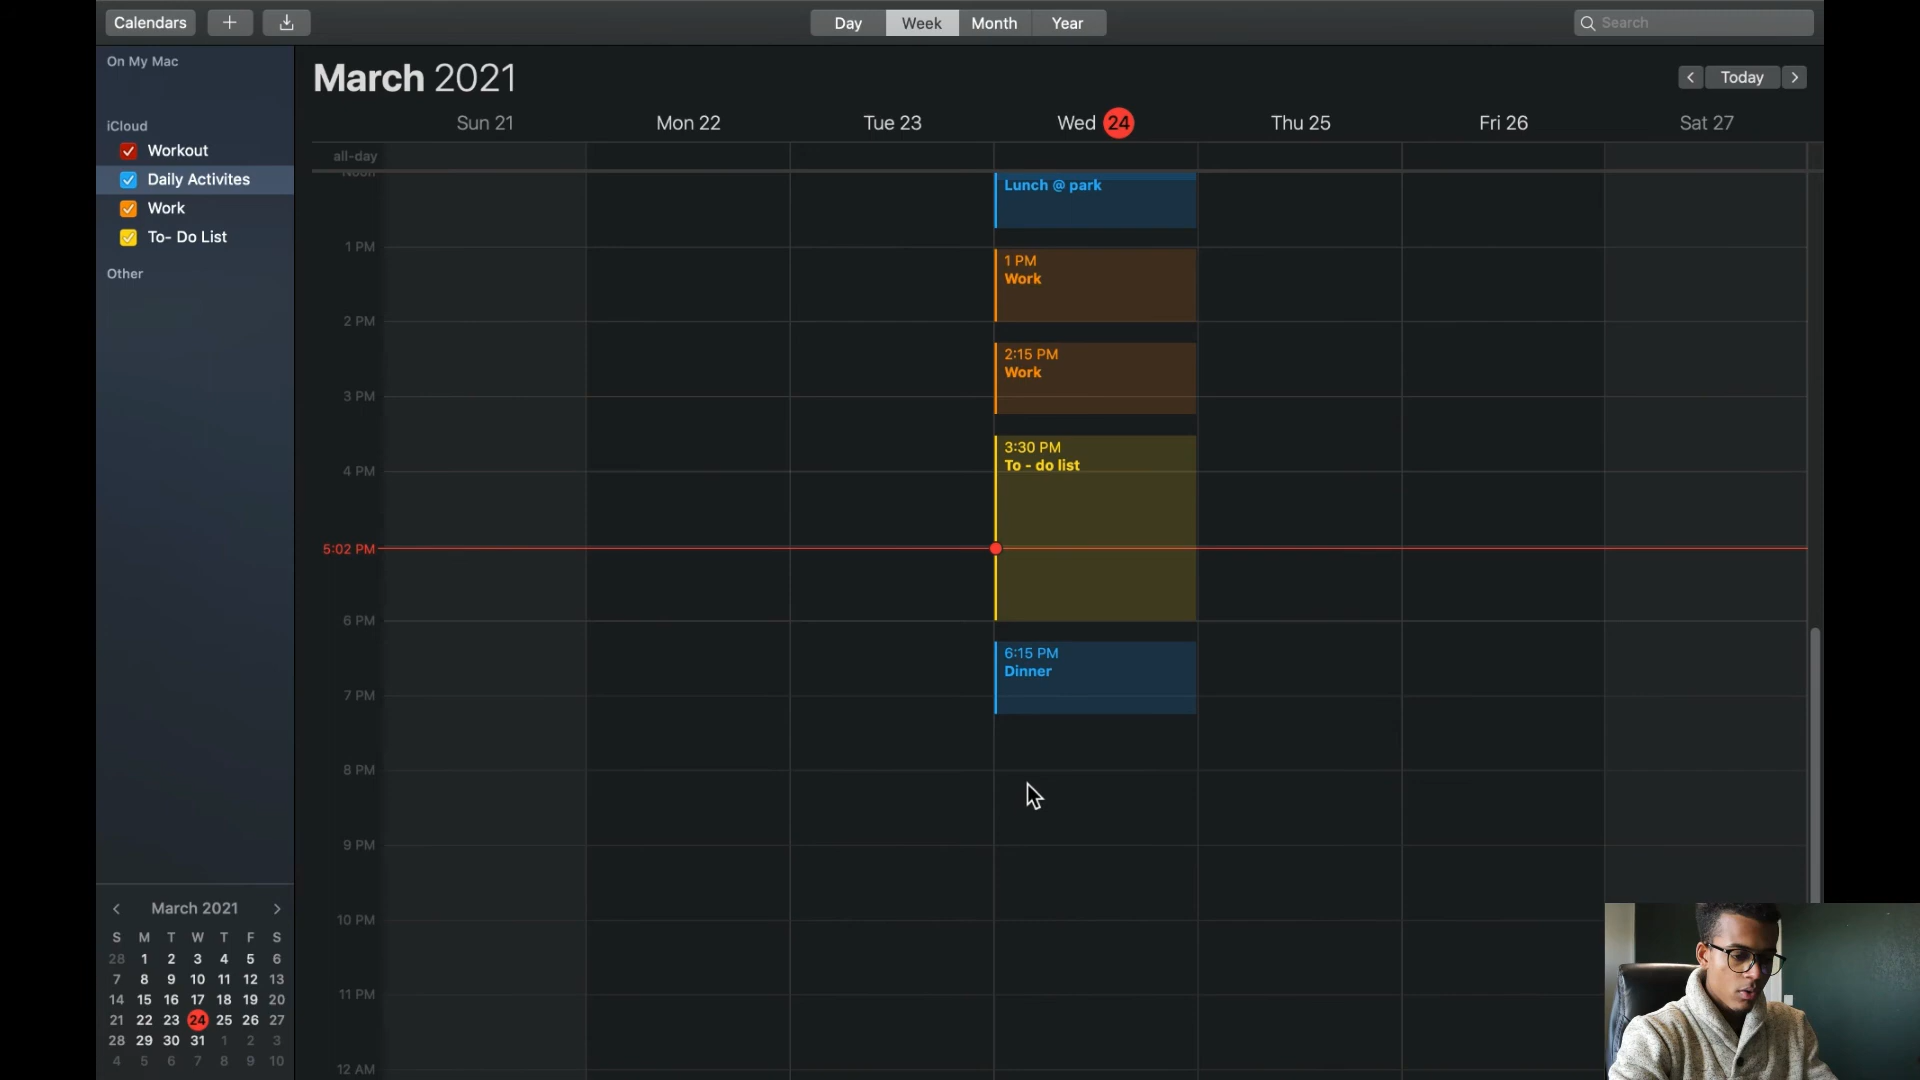 Calendars
Day Week Month Year
Search
On My Mac
iCloud
Workout
Daily Activites
Work
To- Do List
Other
March 2021
Today
Sun 21 Mon 22 Tue 23 Wed 24 Thu 25 Fri 26 Sat 27
all-day
Noon
Lunch @ park
1 PM
1 PM
Work
2 PM
2:15 PM
Work
3 PM
3:30 PM
To - do list
4 PM
5:02 PM
6 PM
6:15 PM
Dinner
7 PM
8 PM
9 PM
10 PM
11 PM
12 AM
March 2021
S M T W T F S
28 1 2 3 4 5 6
7 8 9 10 11 12 13
14 15 16 17 18 19 20
21 22 23 24 25 26 27
28 29 30 31 1 2 3
4 5 6 7 8 9 10